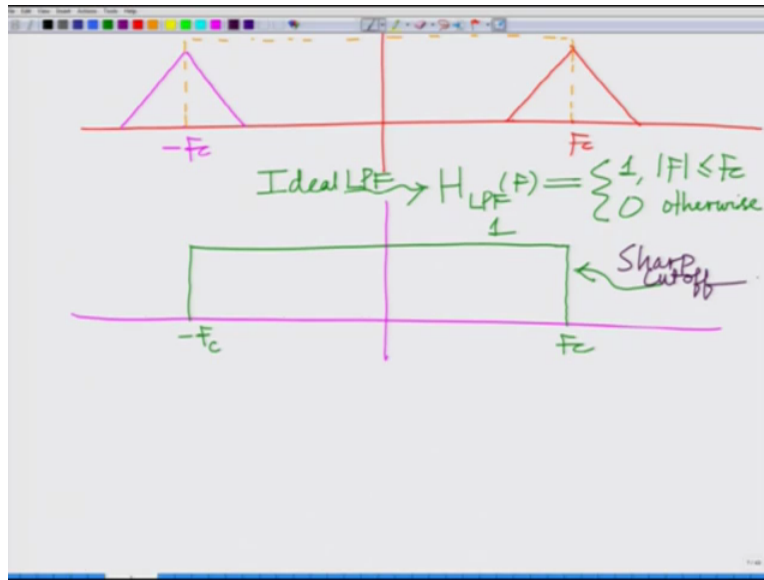 -Fc Fc
Ideal LPF → H_LPF(F) = { 1, |F| ≤ Fc
0 otherwise
1
Sharp
cutoff
-Fc Fc